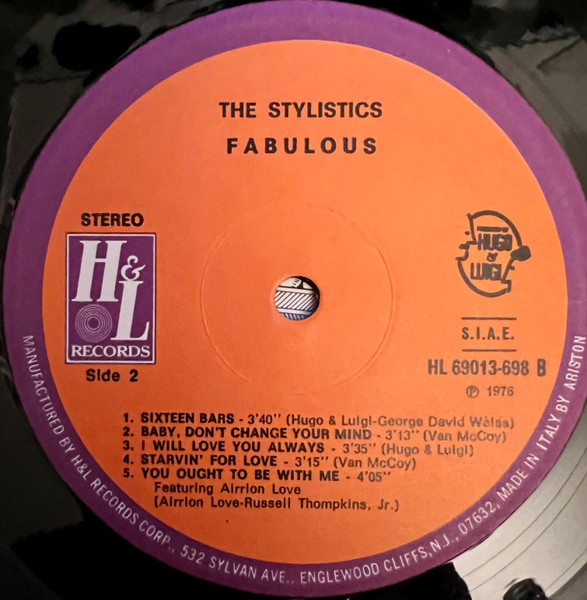 THE STYLISTICS
FABULOUS
STEREO
H&L
RECORDS
Side 2
HUGO
&
LUIGI
S.I.A.E.
HL 69013-698 B
Ⓟ 1976
1. SIXTEEN BARS - 3'40" (Hugo & Luigi-George David Weiss)
2. BABY, DON'T CHANGE YOUR MIND - 3'13" (Van McCoy)
3. I WILL LOVE YOU ALWAYS - 3'35" (Hugo & Luigi)
4. STARVIN' FOR LOVE - 3'15" (Van McCoy)
5. YOU OUGHT TO BE WITH ME - 4'05"
Featuring Airrion Love
(Airrion Love-Russell Thompkins, Jr.)
MANUFACTURED BY H&L RECORDS CORP., 532 SYLVAN AVE., ENGLEWOOD CLIFFS, N.J., 07632, MADE IN ITALY BY ARISTON